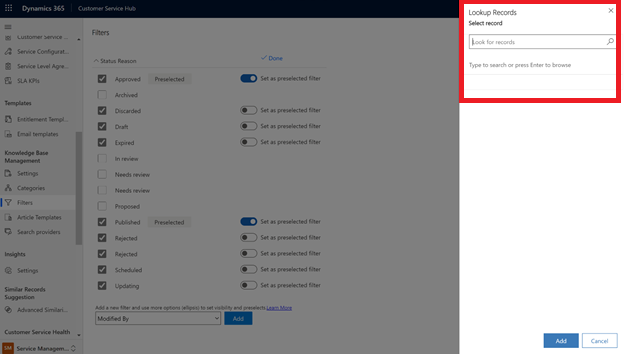 Dynamics 365 Customer Service Hub
Customer Service ...
Service Configurat...
Service Level Agre...
SLA KPIs
Templates
Entitlement Templ...
Email templates
Knowledge Base
Management
Settings
Categories
Filters
Article Templates
Search providers
Insights
Settings
Similar Records
Suggestion
Advanced Similari...
Customer Service Health
SM Service Managem...
Filters
Status Reason Done
Approved Preselected Set as preselected filter
Archived
Discarded Set as preselected filter
Draft Set as preselected filter
Expired Set as preselected filter
In review
Needs review
Needs review
Proposed
Published Preselected Set as preselected filter
Rejected Set as preselected filter
Rejected Set as preselected filter
Scheduled Set as preselected filter
Updating Set as preselected filter
Add a new filter and use more options (ellipsis) to set visibility and preselects.Learn More
Modified By Add
Lookup Records
Select record
Look for records
Type to search or press Enter to browse
Add Cancel